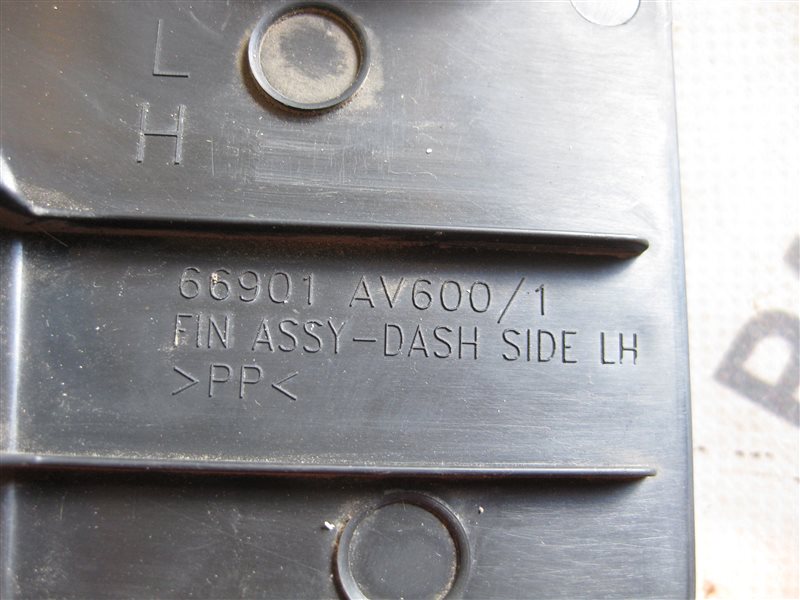 L
H
66901 AV600/1
FIN ASSY-DASH SIDE LH
>PP<